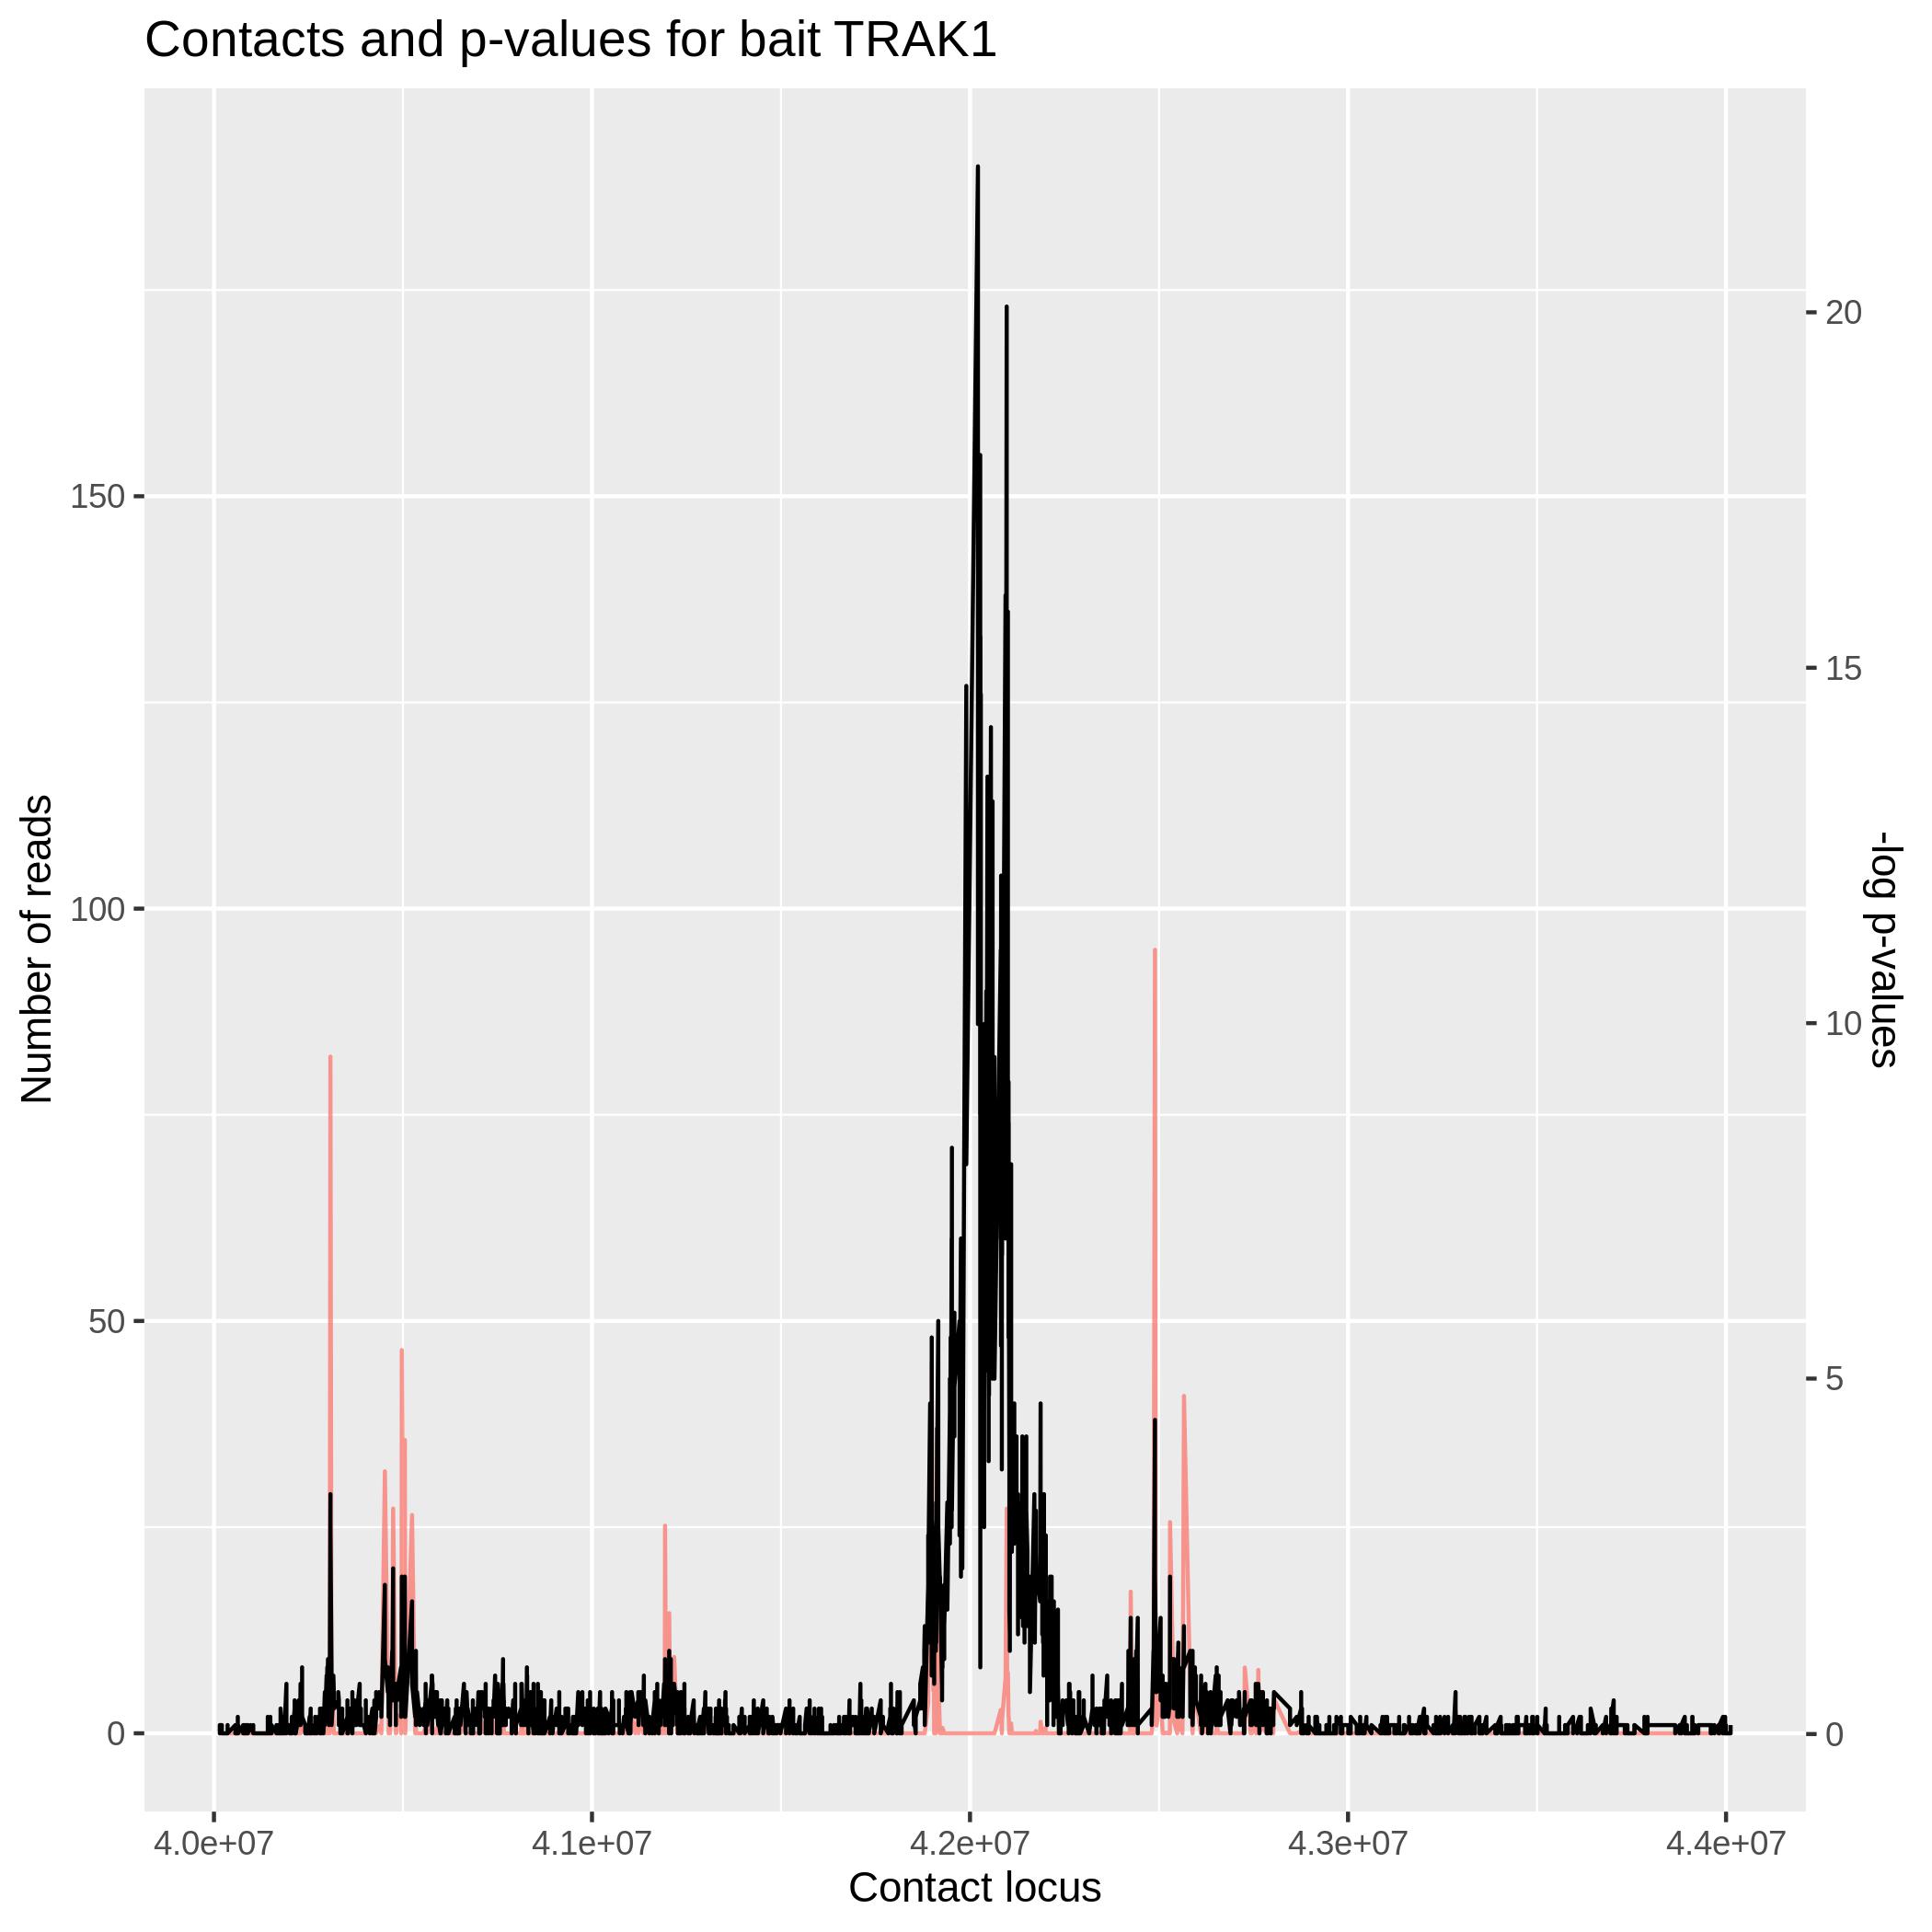 Contacts and p-values for bait TRAK1
Number of reads
150
100
50
0
20
15
10
5
0
-log p-values
4.0e+07
4.1e+07
4.2e+07
4.3e+07
4.4e+07
Contact locus